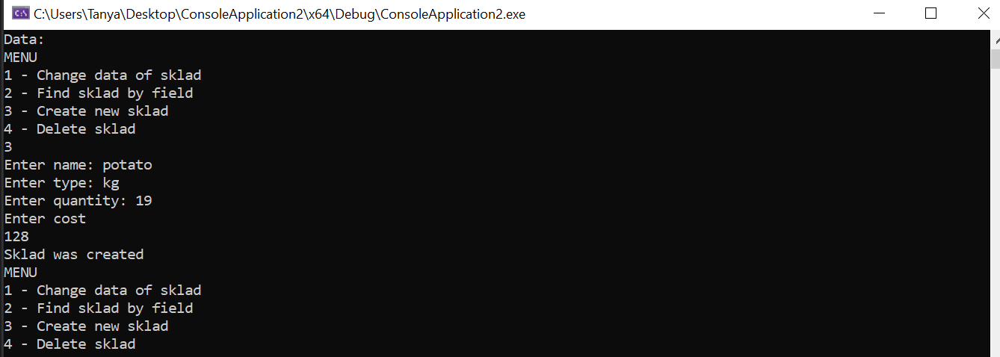 C:\Users\Tanya\Desktop\ConsoleApplication2\x64\Debug\ConsoleApplication2.exe
Data:
MENU
1 - Change data of sklad
2 - Find sklad by field
3 - Create new sklad
4 - Delete sklad
3
Enter name: potato
Enter type: kg
Enter quantity: 19
Enter cost
128
Sklad was created
MENU
1 - Change data of sklad
2 - Find sklad by field
3 - Create new sklad
4 - Delete sklad